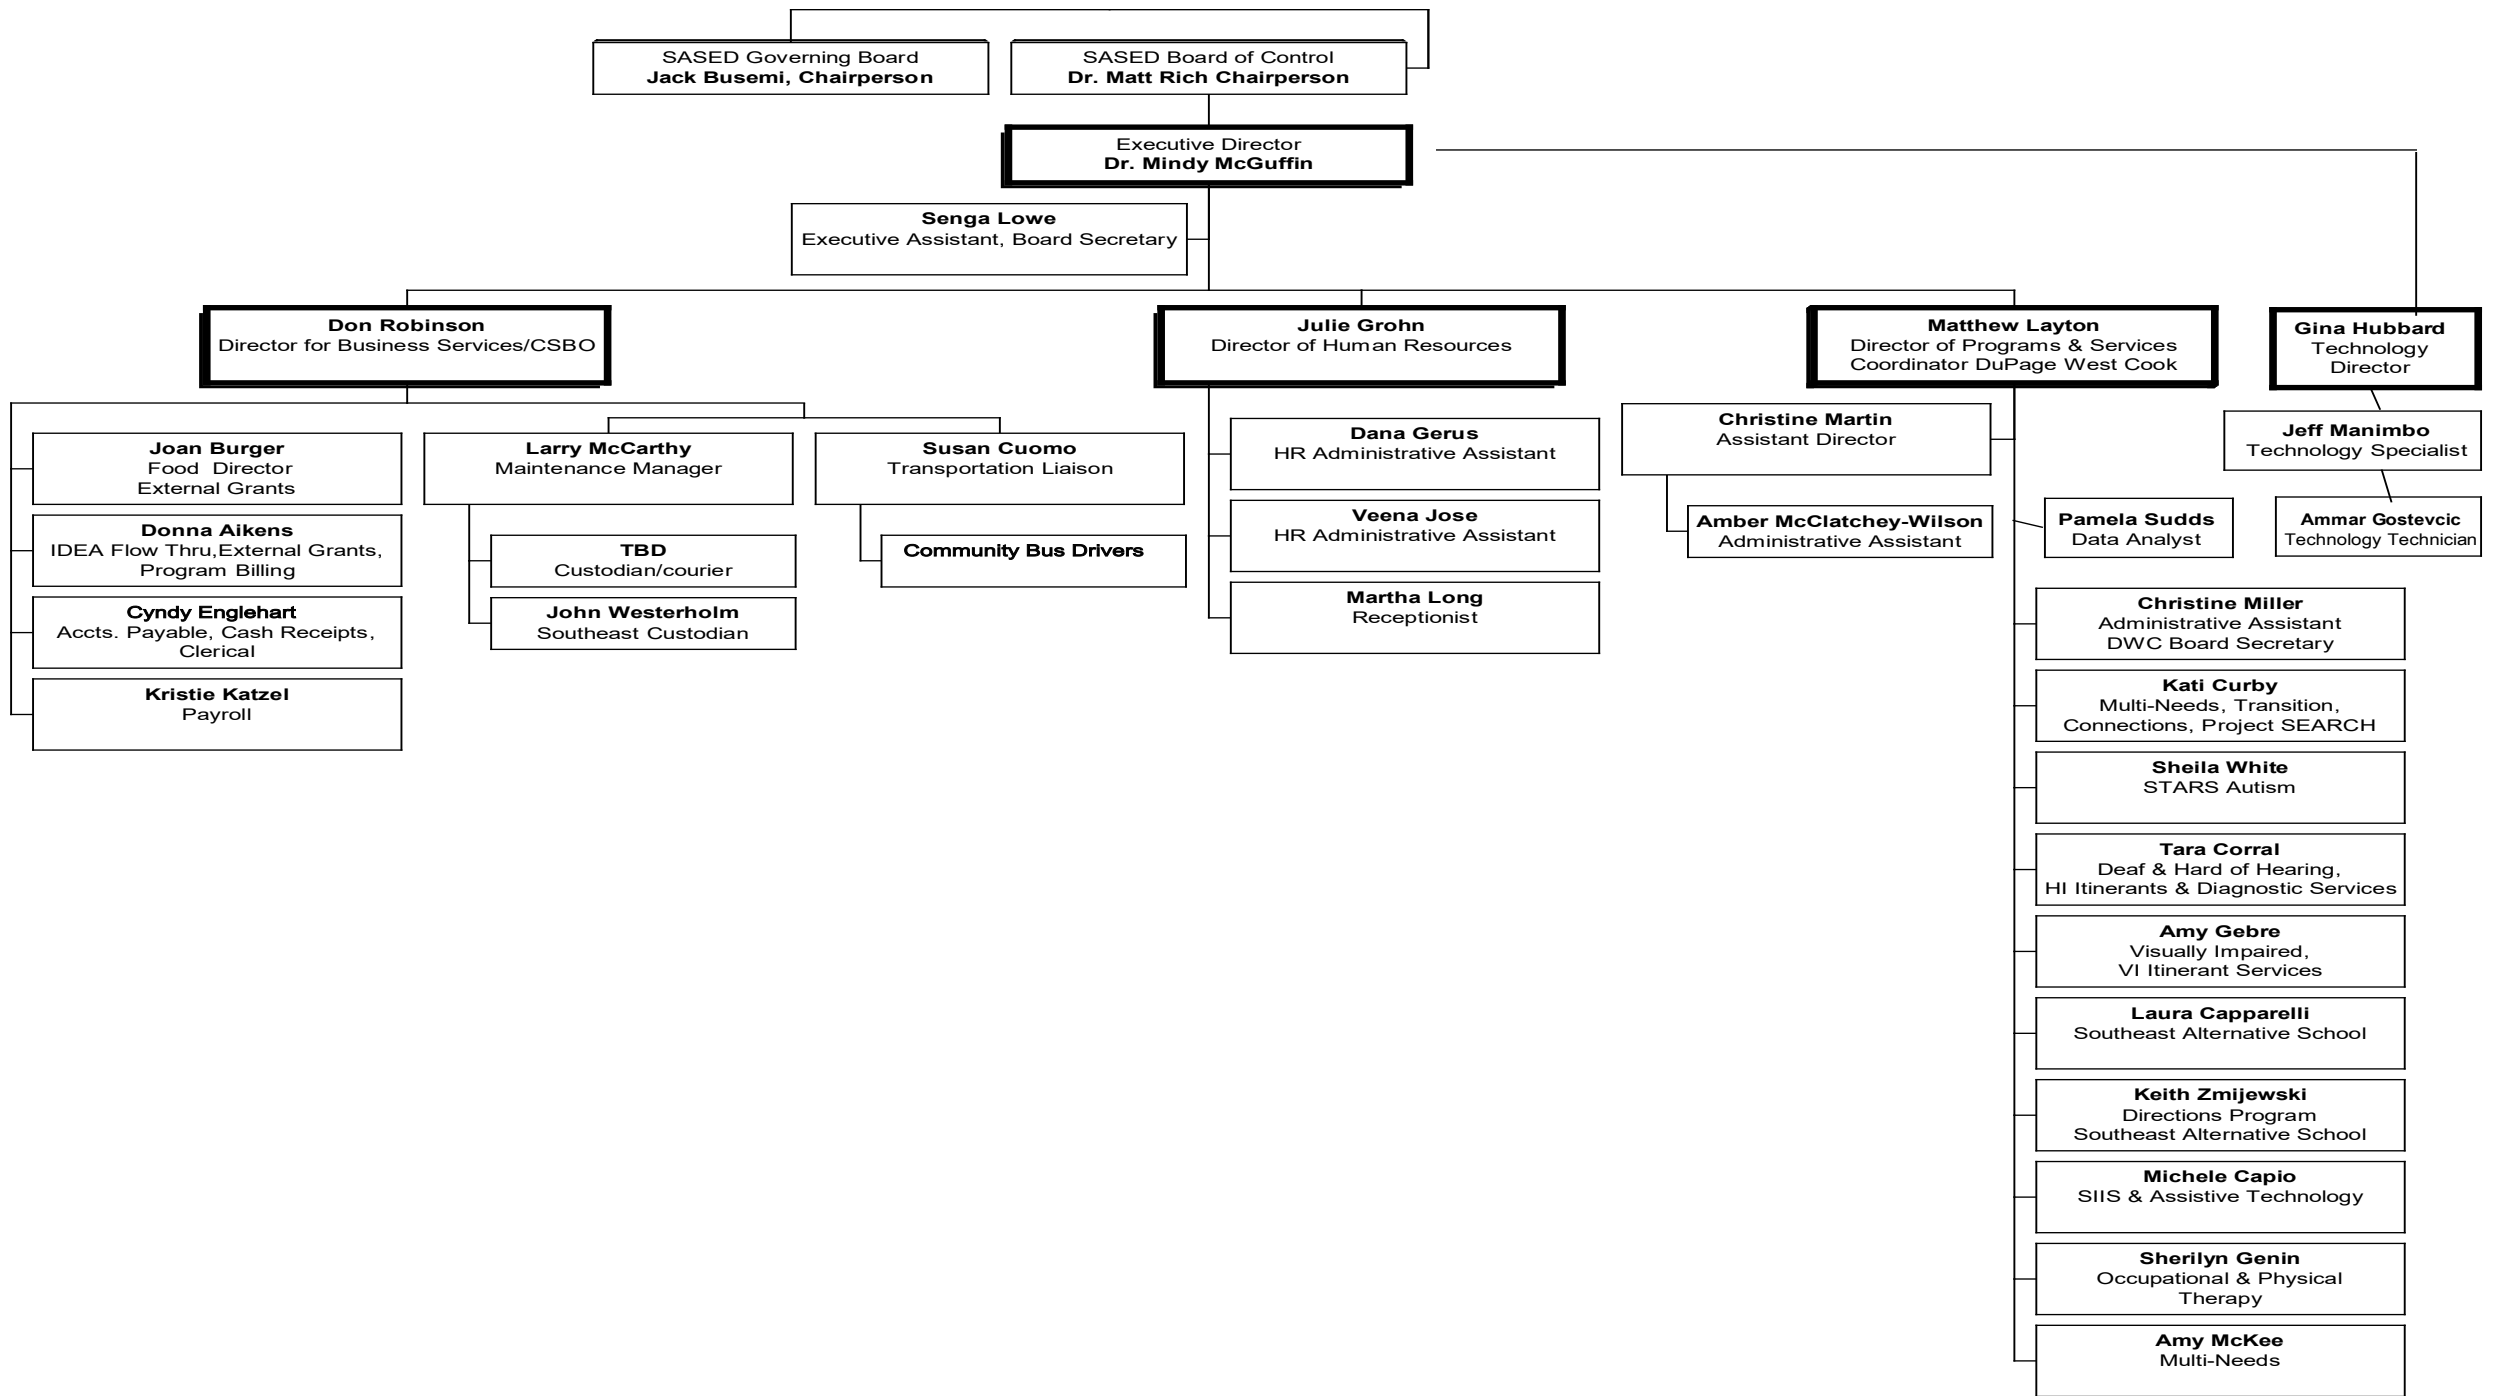 SASED Governing Board
Jack Busemi, Chairperson
SASED Board of Control
Dr. Matt Rich Chairperson
Executive Director
Dr. Mindy McGuffin
Senga Lowe
Executive Assistant, Board Secretary
Don Robinson
Director for Business Services/CSBO
Julie Grohn
Director of Human Resources
Matthew Layton
Director of Programs & Services
Coordinator DuPage West Cook
Gina Hubbard
Technology
Director
Joan Burger
Food Director
External Grants
Donna Aikens
IDEA Flow Thru,External Grants,
Program Billing
Cyndy Englehart
Accts. Payable, Cash Receipts,
Clerical
Kristie Katzel
Payroll
Larry McCarthy
Maintenance Manager
TBD
Custodian/courier
John Westerholm
Southeast Custodian
Susan Cuomo
Transportation Liaison
Community Bus Drivers
Dana Gerus
HR Administrative Assistant
Veena Jose
HR Administrative Assistant
Martha Long
Receptionist
Christine Martin
Assistant Director
Amber McClatchey-Wilson
Administrative Assistant
Pamela Sudds
Data Analyst
Jeff Manimbo
Technology Specialist
Ammar Gostevcic
Technology Technician
Christine Miller
Administrative Assistant
DWC Board Secretary
Kati Curby
Multi-Needs, Transition,
Connections, Project SEARCH
Sheila White
STARS Autism
Tara Corral
Deaf & Hard of Hearing,
HI Itinerants & Diagnostic Services
Amy Gebre
Visually Impaired,
VI Itinerant Services
Laura Capparelli
Southeast Alternative School
Keith Zmijewski
Directions Program
Southeast Alternative School
Michele Capio
SIIS & Assistive Technology
Sherilyn Genin
Occupational & Physical
Therapy
Amy McKee
Multi-Needs